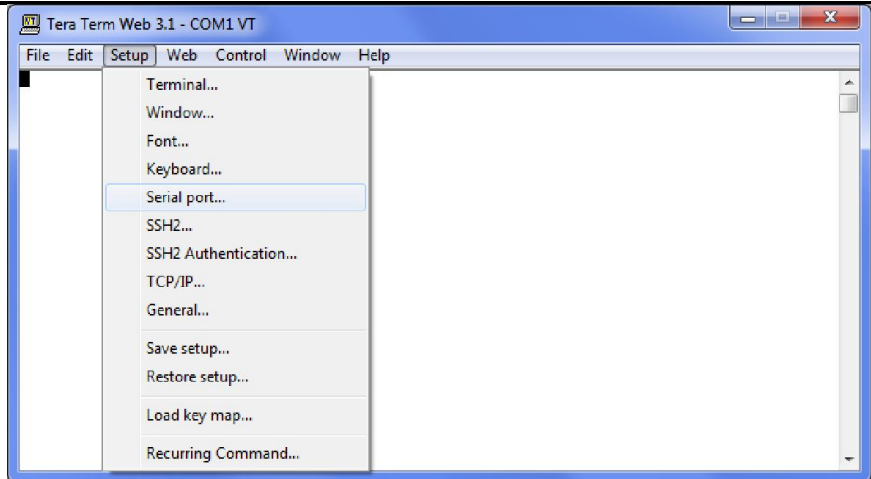 Tera Term Web 3.1 - COM1 VT
File Edit Setup Web Control Window Help
Terminal...
Window...
Font...
Keyboard...
Serial port...
SSH2...
SSH2 Authentication...
TCP/IP...
General...
Save setup...
Restore setup...
Load key map...
Recurring Command...